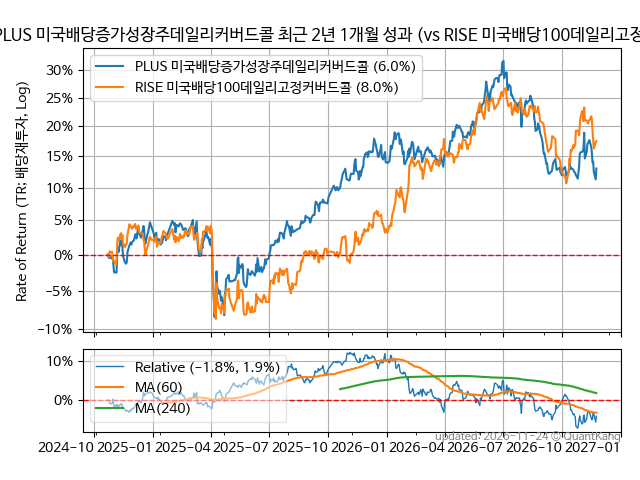 PLUS 미국배당증가성장주데일리커버드콜 최근 2년 1개월 성과 (vs RISE 미국배당100데일리고정
Rate of Return (TR: 배당재투자, Log)
30%
25%
20%
15%
10%
5%
0%
−5%
−10%
PLUS 미국배당증가성장주데일리커버드콜 (6.0%)
RISE 미국배당100데일리고정커버드콜 (8.0%)
10%
0%
Relative (−1.8%, 1.9%)
MA(60)
MA(240)
updated: 2026-11-24 © QuantKang
2024-10 2025-01 2025-04 2025-07 2025-10 2026-01 2026-04 2026-07 2026-10 2027-01